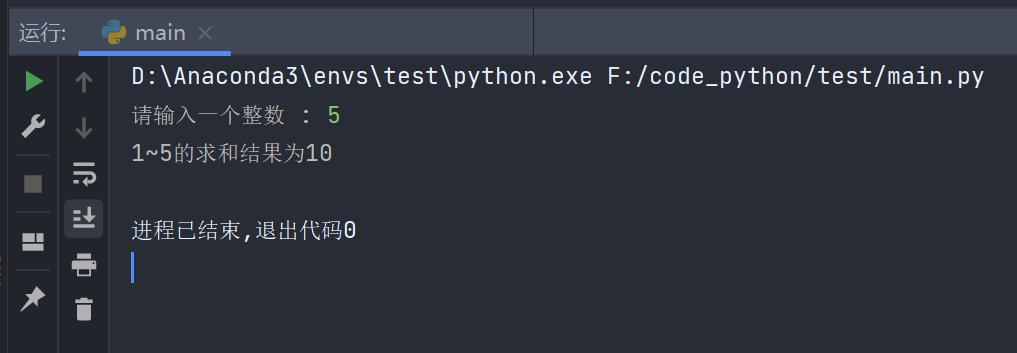 运行: main
D:\Anaconda3\envs\test\python.exe F:/code_python/test/main.py
请输入一个整数 : 5
1~5的求和结果为10
进程已结束,退出代码0